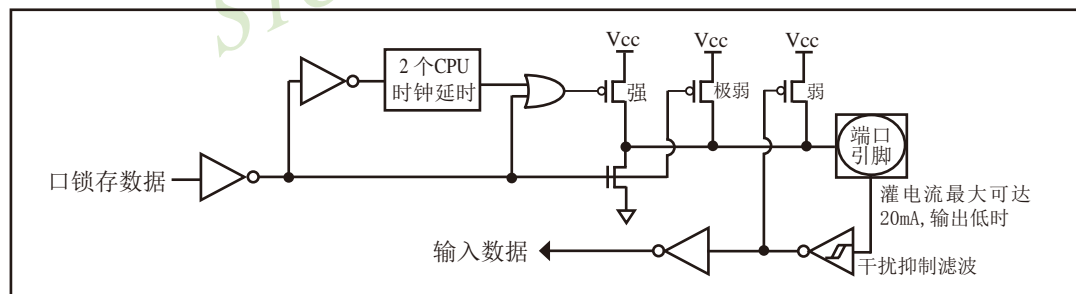 STC
Vcc
Vcc
Vcc
2个CPU
时钟延时
强
极弱
弱
端口
引脚
口锁存数据
灌电流最大可达
20mA,输出低时
输入数据
干扰抑制滤波